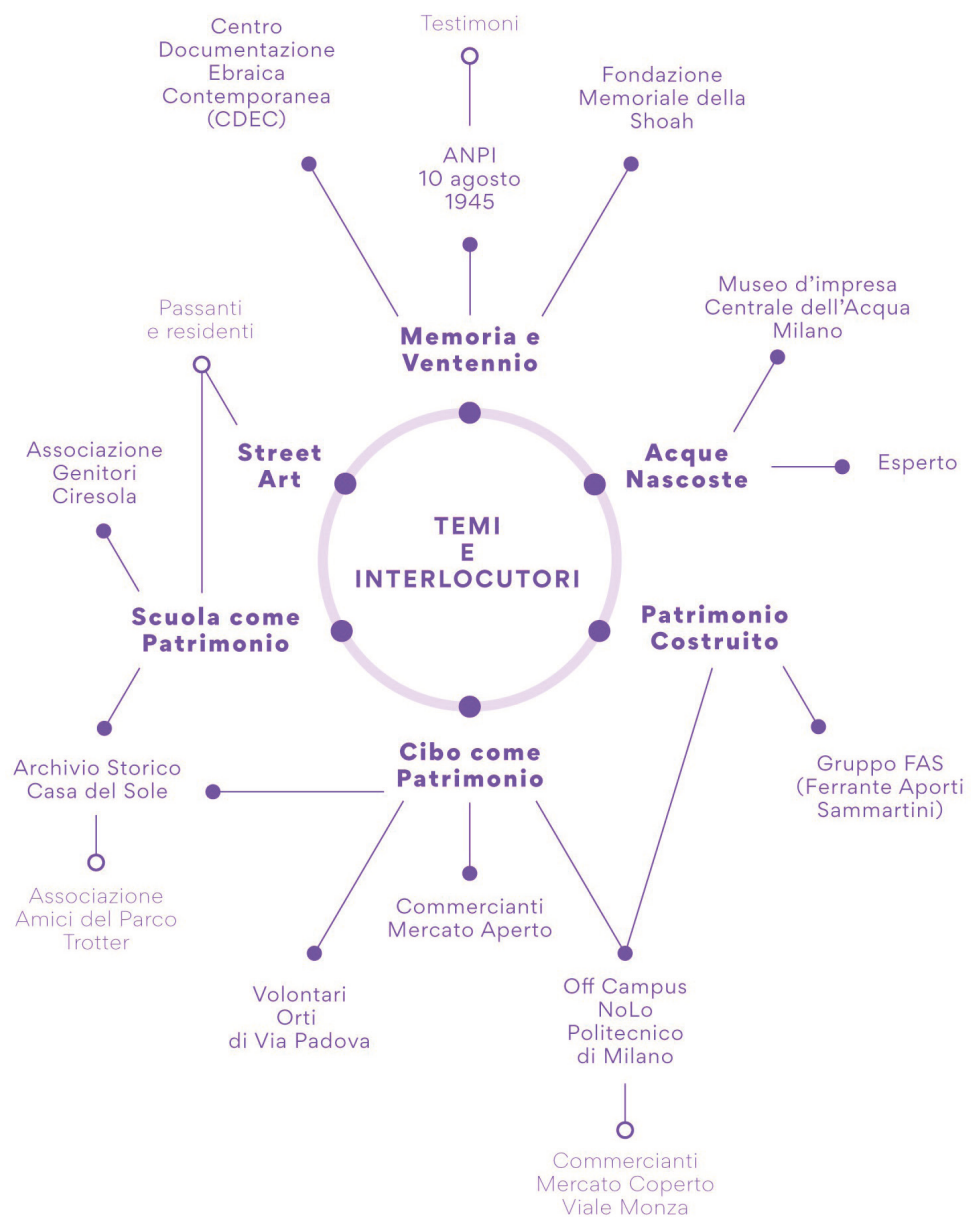 Centro
Documentazione
Ebraica
Contemporanea
(CDEC)
Testimoni
Fondazione
Memoriale della
Shoah
ANPI
10 agosto
1945
Museo d'impresa
Centrale dell'Acqua
Milano
Passanti
e residenti
Memoria e
Ventennio
Associazione
Genitori
Ciresola
Street
Art
Acque
Nascoste
Esperto
TEMI
E
INTERLOCUTORI
Scuola come
Patrimonio
Patrimonio
Costruito
Archivio Storico
Casa del Sole
Cibo come
Patrimonio
Gruppo FAS
(Ferrante Aporti
Sammartini)
Associazione
Amici del Parco
Trotter
Commercianti
Mercato Aperto
Volontari
Orti
di Via Padova
Off Campus
NoLo
Politecnico
di Milano
Commercianti
Mercato Coperto
Viale Monza